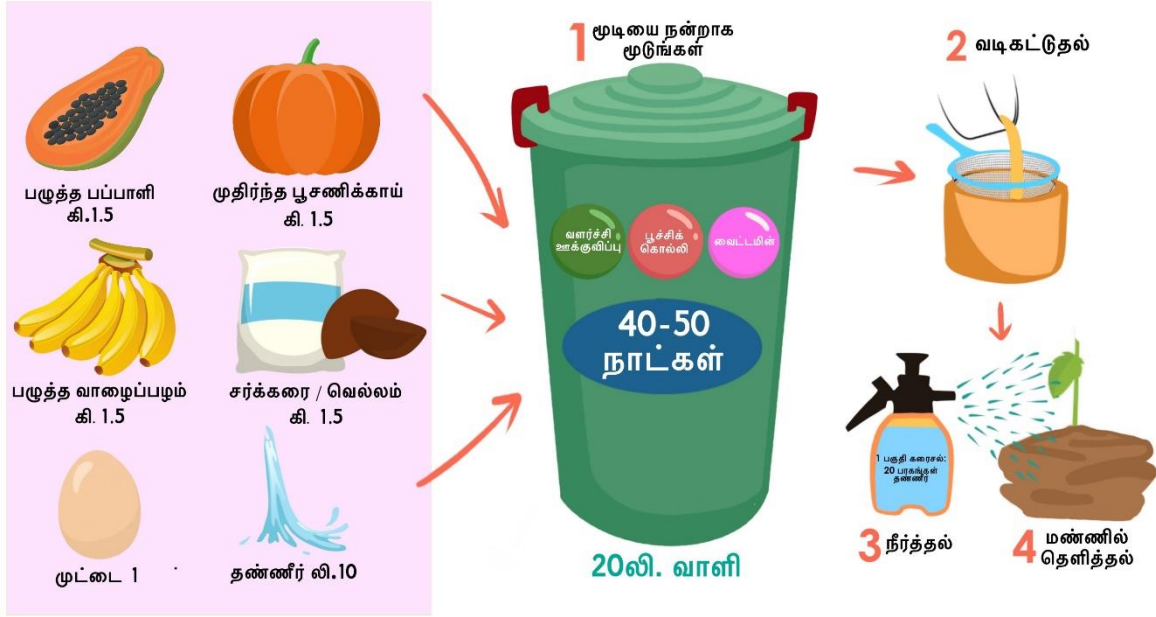 பழுத்த பப்பாளி
கி.1.5
முதிர்ந்த பூசணிக்காய்
கி. 1.5
பழுத்த வாழைப்பழம்
கி. 1.5
சர்க்கரை / வெல்லம்
கி. 1.5
முட்டை 1
தண்ணீர் லி.10
1 மூடியை நன்றாக
மூடுங்கள்
வளர்ச்சி
ஊக்குவிப்பு
பூச்சிக்
கொல்லி
வைட்டமின்
40-50
நாட்கள்
20லி. வாளி
2 வடிகட்டுதல்
1 பகுதி கரைசல்:
20 பரகங்கள்
தண்ணீர்
3 நீர்த்தல்
4 மண்ணில்
தெளித்தல்